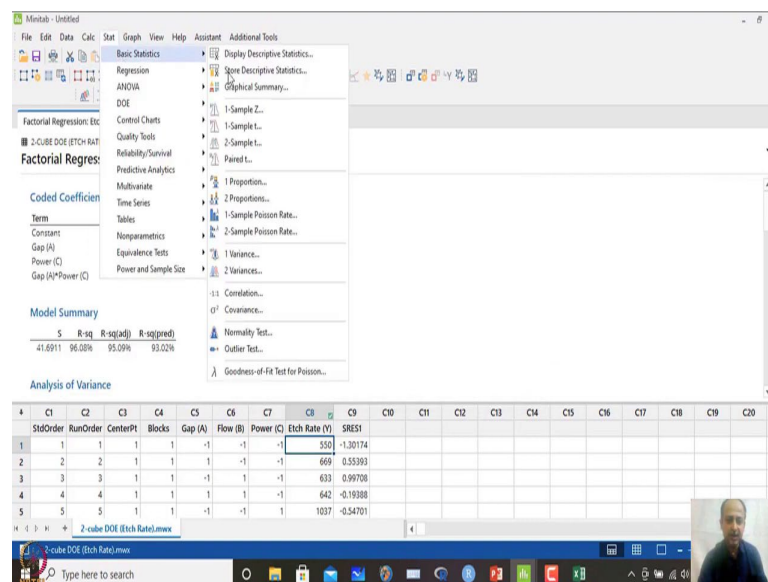 Minitab - Untitled
File Edit Data Calc Stat Graph View Help Assistant Additional Tools
Basic Statistics
Regression
ANOVA
DOE
Control Charts
Quality Tools
Reliability/Survival
Predictive Analytics
Multivariate
Time Series
Tables
Nonparametrics
Equivalence Tests
Power and Sample Size
Display Descriptive Statistics...
Store Descriptive Statistics...
Graphical Summary...
1-Sample Z...
1-Sample t...
2-Sample t...
Paired t...
1 Proportion...
2 Proportions...
1-Sample Poisson Rate...
2-Sample Poisson Rate...
1 Variance...
2 Variances...
Correlation...
σ² Covariance...
Normality Test...
Outlier Test...
λ Goodness-of-Fit Test for Poisson...
Factorial Regression: Etc
2-CUBE DOE (ETCH RAT
Factorial Regres
Coded Coefficien
Term
Constant
Gap (A)
Power (C)
Gap (A)*Power (C)
Model Summary
S R-sq R-sq(adj) R-sq(pred)
41.6911 96.08% 95.09% 93.02%
Analysis of Variance
C1 C2 C3 C4 C5 C6 C7 C8 C9 C10 C11 C12 C13 C14 C15 C16 C17 C18 C19 C20
StdOrder RunOrder CenterPt Blocks Gap (A) Flow (B) Power (C) Etch Rate (Y) SRES1
1 1 1 1 1 -1 -1 -1 550 -1.30174
2 2 2 1 1 1 -1 -1 669 0.55393
3 3 3 1 1 -1 1 -1 633 0.99708
4 4 4 1 1 1 1 -1 642 -0.19388
5 5 5 1 1 -1 -1 1 1037 -0.54701
2-cube DOE (Etch Rate).mwx
2-cube DOE (Etch Rate).mwx
Type here to search